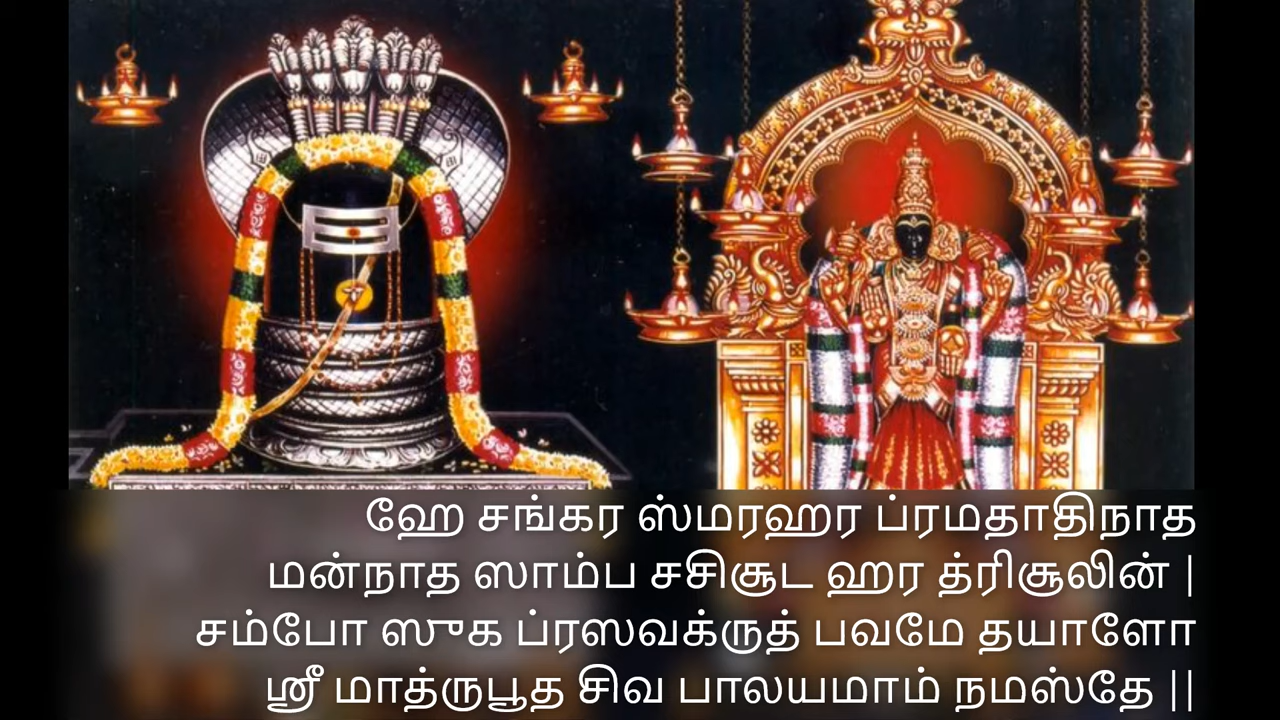 ஹே சங்கர ஸ்மரஹர ப்ரமதாதிநாத
மன்நாத ஸாம்ப சசிசூட ஹர த்ரிசூலின் |
சம்போ ஸுக ப்ரஸவக்ருத் பவமே தயாளோ
ஸ்ரீ மாத்ருபூத சிவ பாலயமாம் நமஸ்தே ||